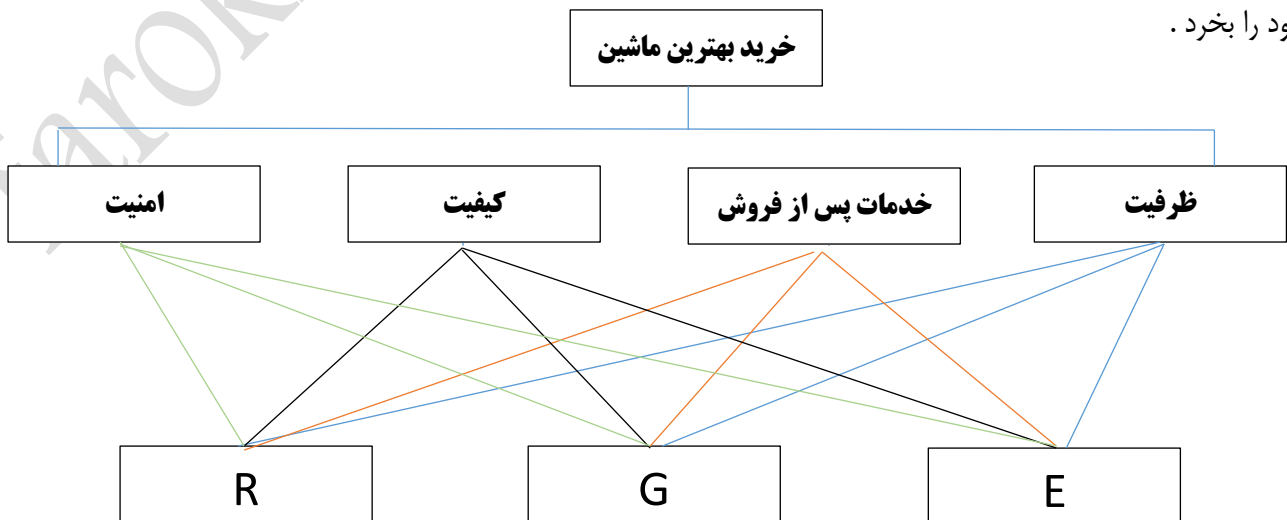 ود را بخرد .
خرید بهترین ماشین
ظرفیت
خدمات پس از فروش
کیفیت
امنیت
R
G
E